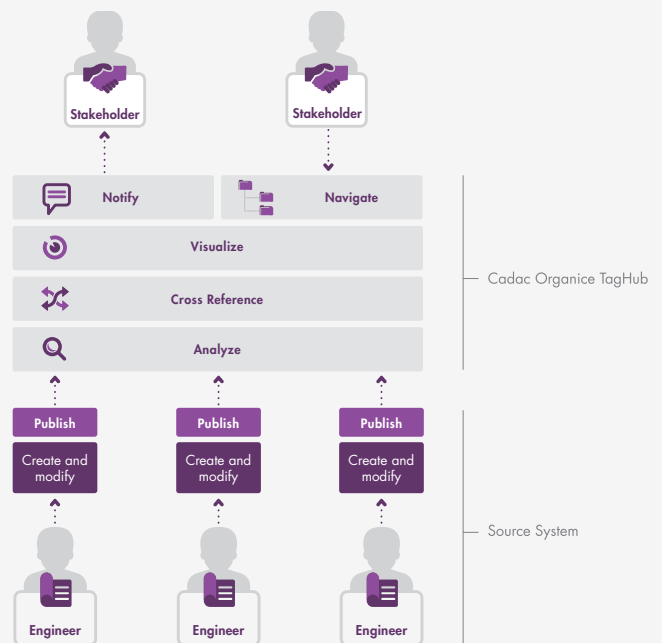 Stakeholder
Stakeholder
Notify
Navigate
Visualize
Cadac Organice TagHub
Cross Reference
Analyze
Publish
Publish
Publish
Create and
modify
Create and
modify
Create and
modify
Source System
Engineer
Engineer
Engineer